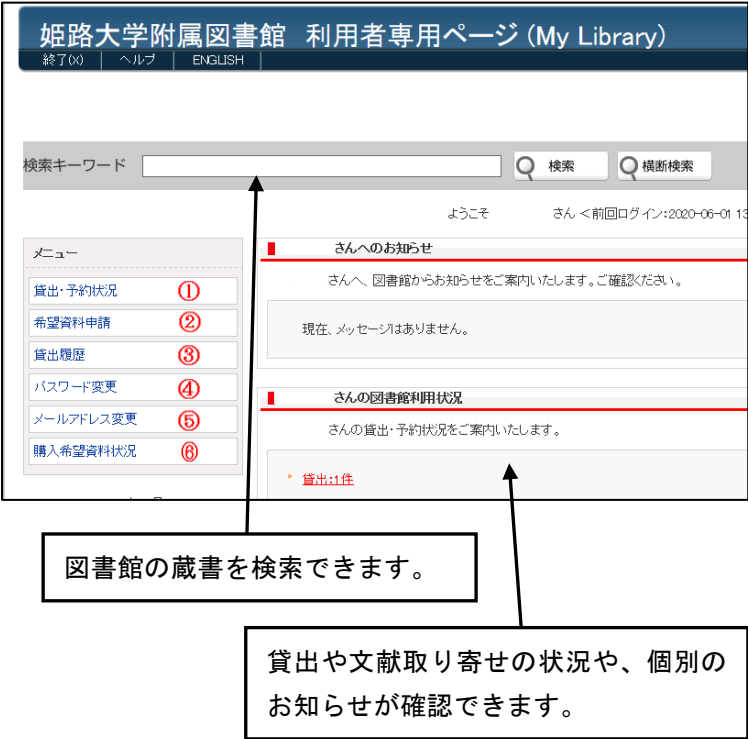 姫路大学附属図書館 利用者専用ページ (My Library)
終了(X) | ヘルプ | ENGLISH |
検索キーワード 検索 横断検索
ようこそ さん <前回ログイン:2020-06-01 13
メニュー
貸出・予約状況 ①
希望資料申請 ②
貸出履歴 ③
パスワード変更 ④
メールアドレス変更 ⑤
購入希望資料状況 ⑥
さんへのお知らせ
さんへ、図書館からお知らせをご案内いたします。ご確認ください。
現在、メッセージはありません。
さんの図書館利用状況
さんの貸出・予約状況をご案内いたします。
貸出:1件
図書館の蔵書を検索できます。
貸出や文献取り寄せの状況や、個別の
お知らせが確認できます。